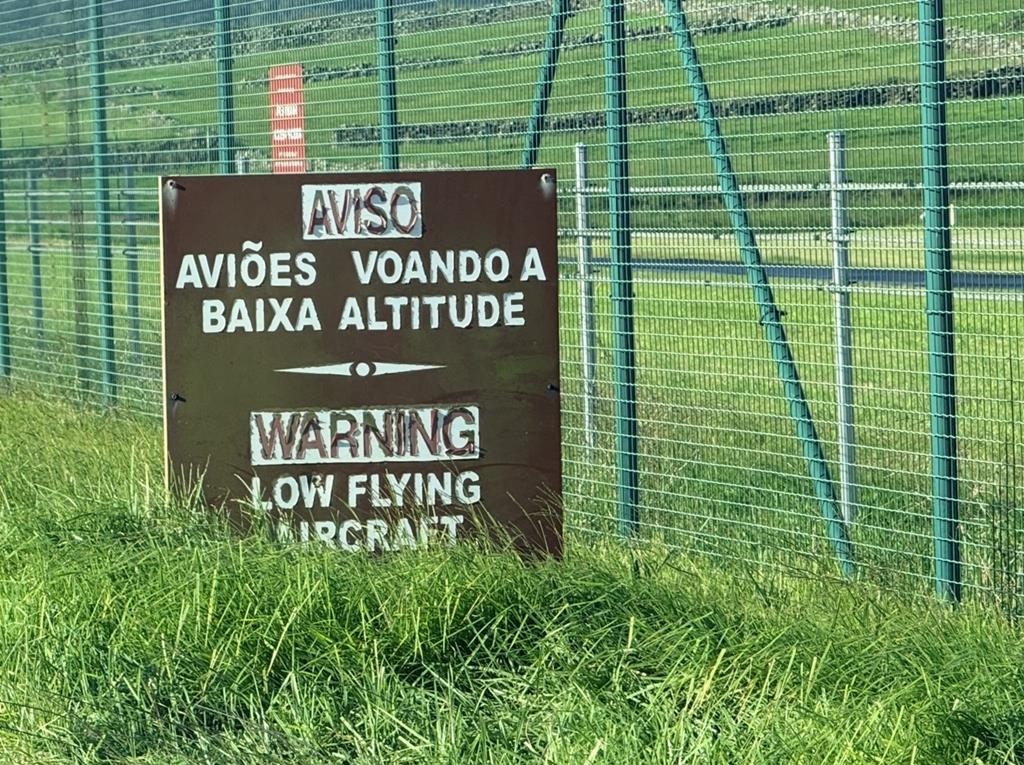 AVISO
AVIÕES VOANDO A
BAIXA ALTITUDE
WARNING
LOW FLYING
AIRCRAFT